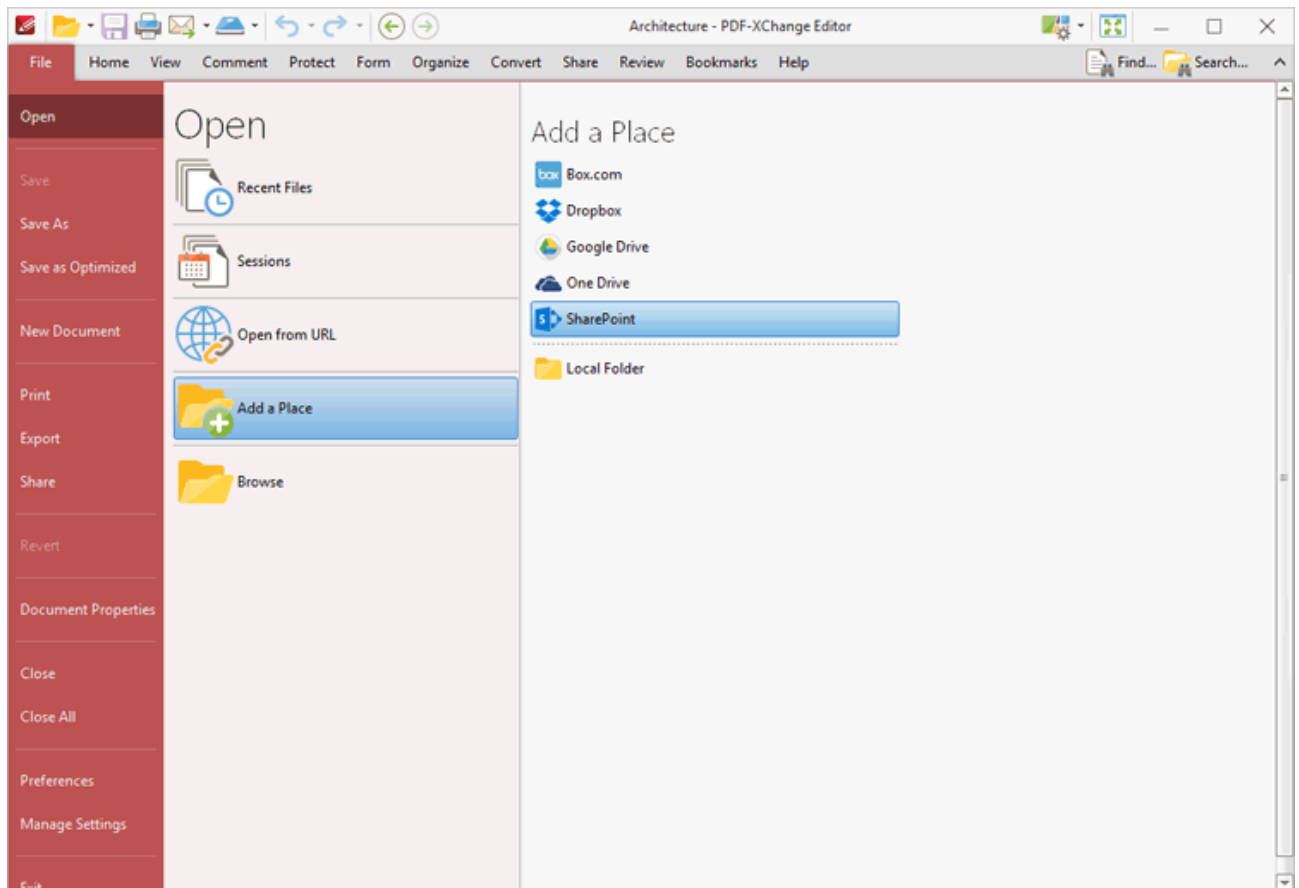 Architecture - PDF-XChange Editor
File Home View Comment Protect Form Organize Convert Share Review Bookmarks Help Find... Search...
Open
Save
Save As
Save as Optimized
New Document
Print
Export
Share
Revert
Document Properties
Close
Close All
Preferences
Manage Settings
Exit
Open
Recent Files
Sessions
Open from URL
Add a Place
Browse
Add a Place
box Box.com
Dropbox
Google Drive
One Drive
S SharePoint
Local Folder